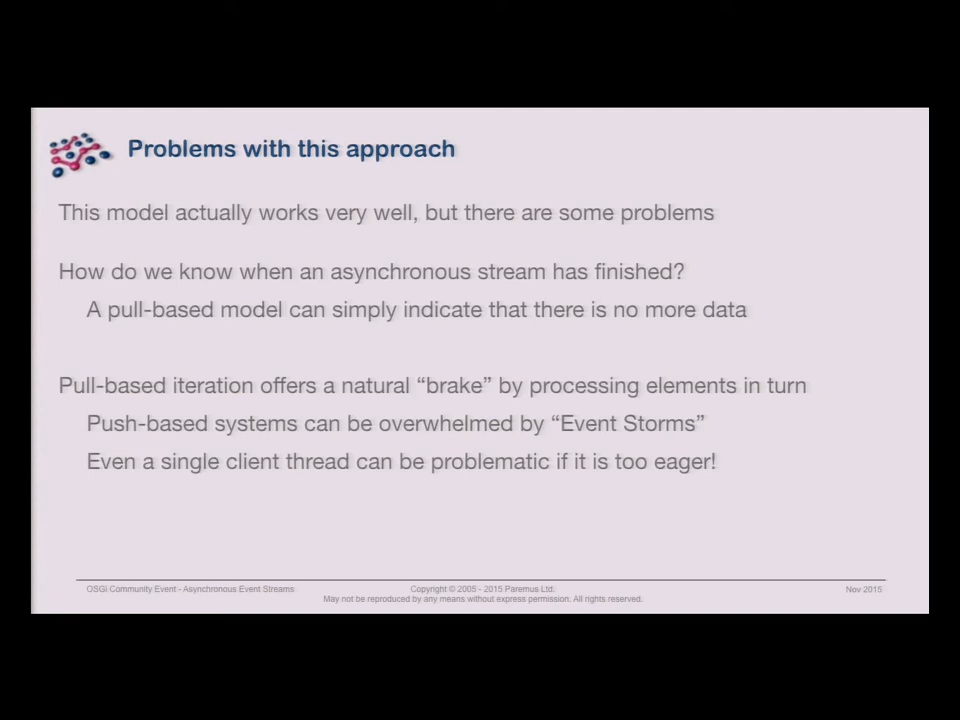 Problems with this approach
This model actually works very well, but there are some problems
How do we know when an asynchronous stream has finished?
A pull-based model can simply indicate that there is no more data
Pull-based iteration offers a natural “brake” by processing elements in turn
Push-based systems can be overwhelmed by “Event Storms”
Even a single client thread can be problematic if it is too eager!
OSGi Community Event - Asynchronous Event Streams
Copyright © 2005 - 2015 Paremus Ltd.
May not be reproduced by any means without express permission. All rights reserved.
Nov 2015